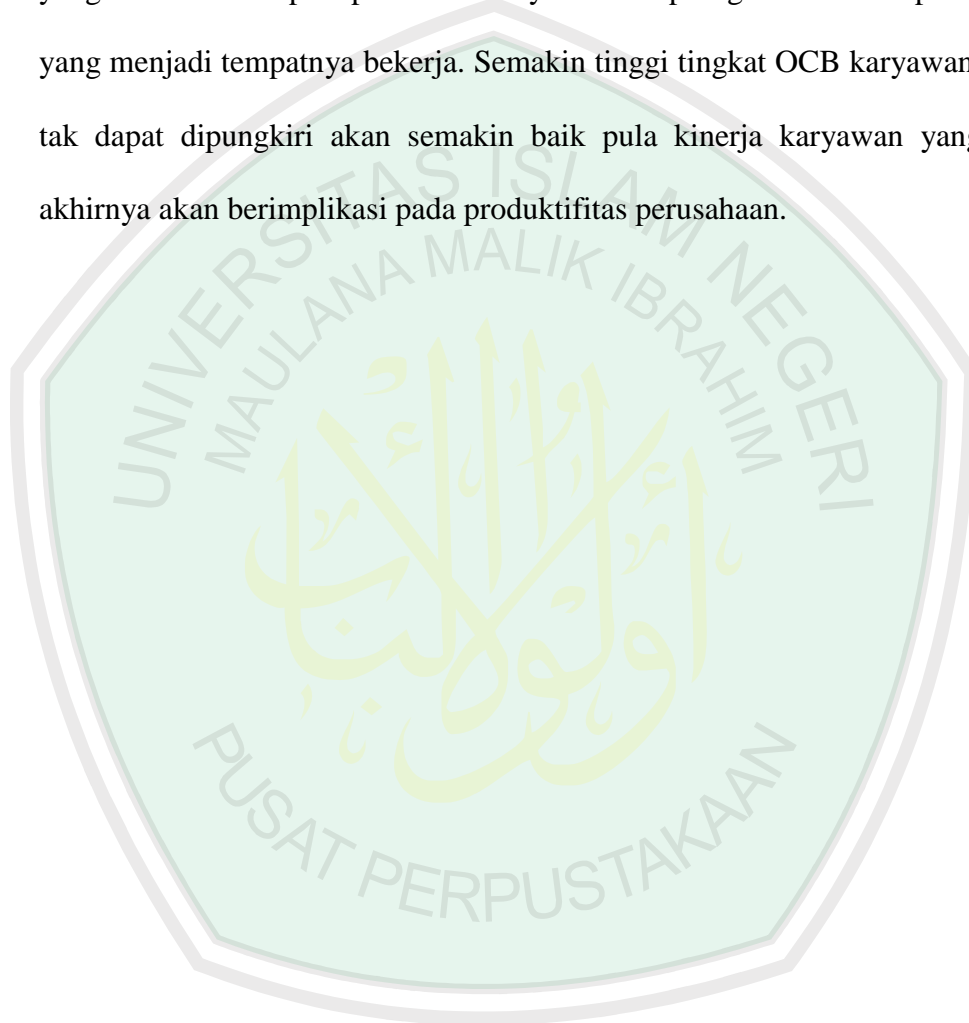 yang menjadi tempatnya bekerja. Semakin tinggi tingkat OCB karyawan
tak dapat dipungkiri akan semakin baik pula kinerja karyawan yang
akhirnya akan berimplikasi pada produktifitas perusahaan.
UNIVERSITAS ISLAM NEGERI
MAULANA MALIK IBRAHIM
أولوا الألباب
PUSAT PERPUSTAKAAN